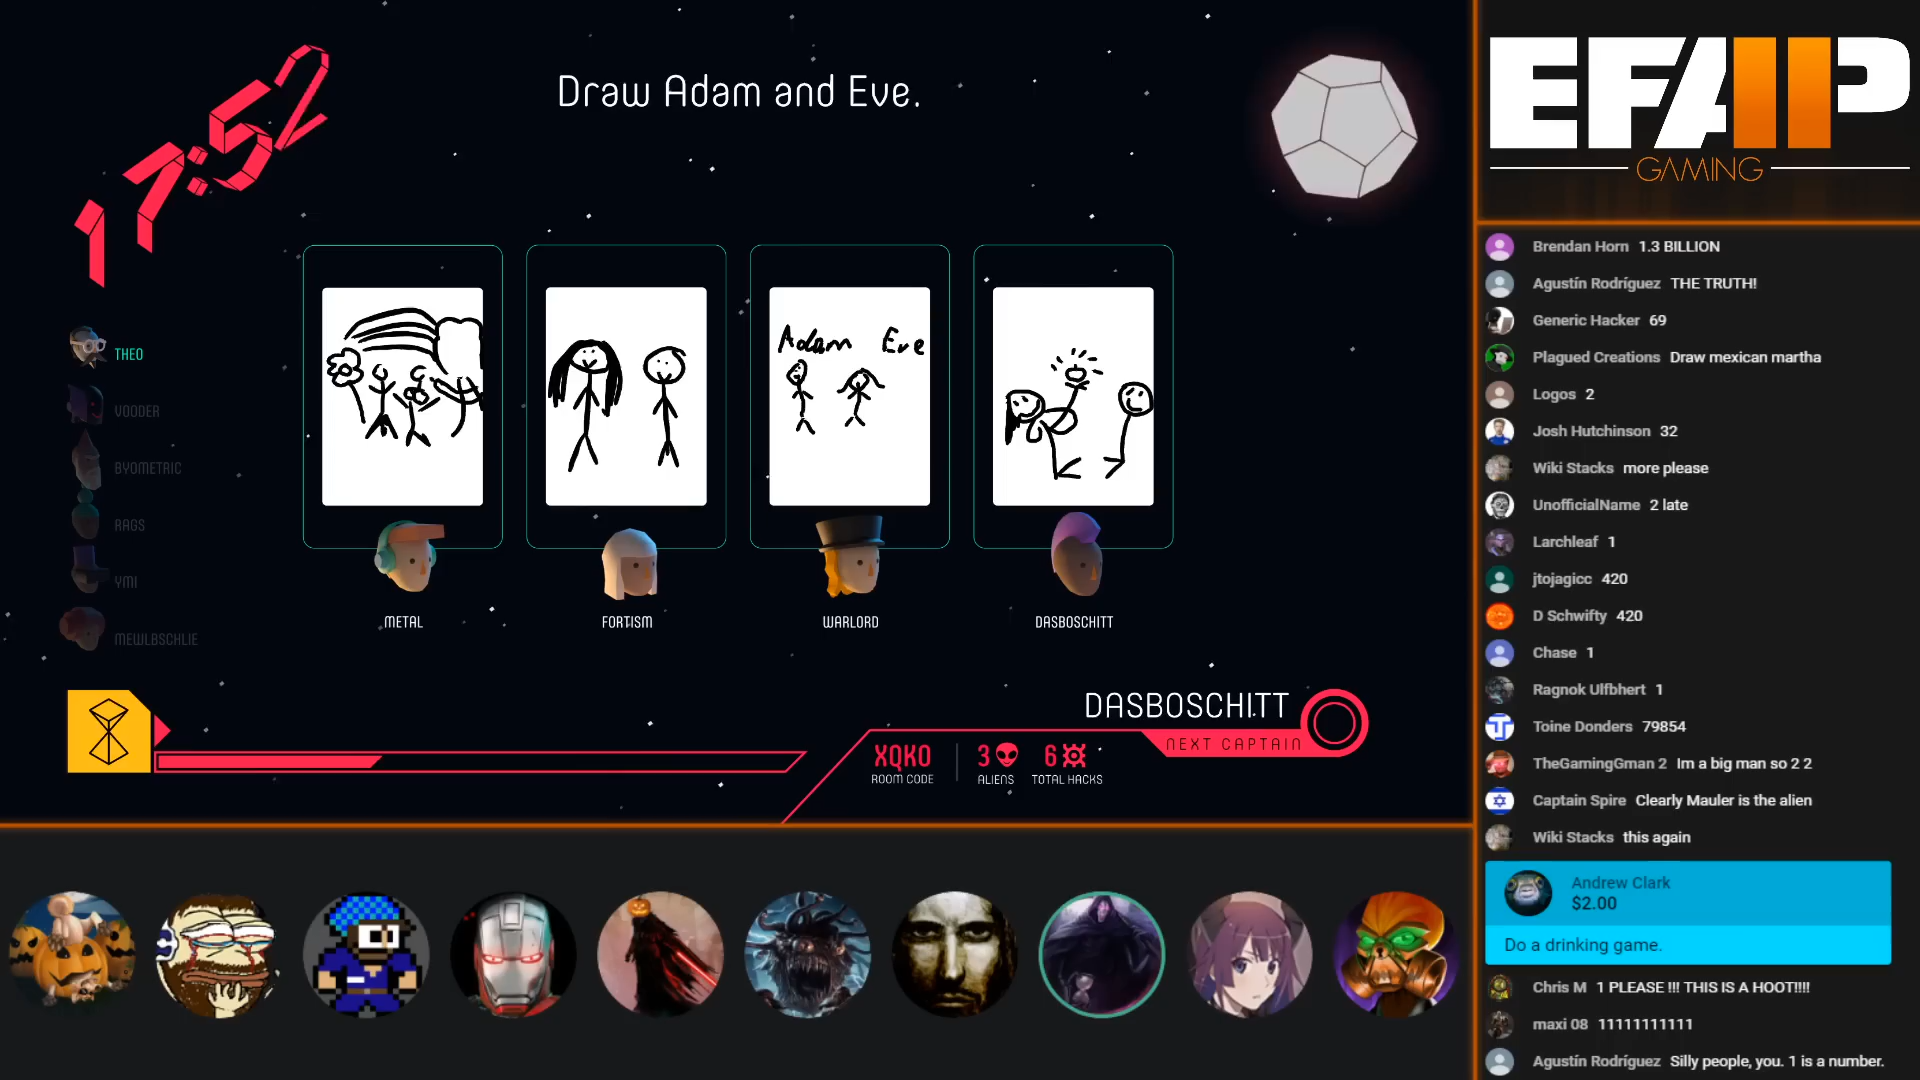 17:52
Draw Adam and Eve.
THEO
VOODER
BYOMETRIC
RAGS
YMI
MEWLBSCHLIE
Adam Eve
METAL
FORTISM
WARLORD
DASBOSCHITT
DASBOSCHITT
NEXT CAPTAIN
XQKO
ROOM CODE
3
ALIENS
6
TOTAL HACKS
EFAP
GAMING
Brendan Horn 1.3 BILLION
Agustín Rodríguez THE TRUTH!
Generic Hacker 69
Plagued Creations Draw mexican martha
Logos 2
Josh Hutchinson 32
Wiki Stacks more please
UnofficialName 2 late
Larchleaf 1
jtojagicc 420
D Schwifty 420
Chase 1
Ragnok Ulfbhert 1
Toine Donders 79854
TheGamingGman 2 Im a big man so 2 2
Captain Spire Clearly Mauler is the alien
Wiki Stacks this again
Andrew Clark
$2.00
Do a drinking game.
Chris M 1 PLEASE !!! THIS IS A HOOT!!!!
maxi 08 11111111111
Agustín Rodríguez Silly people, you. 1 is a number.